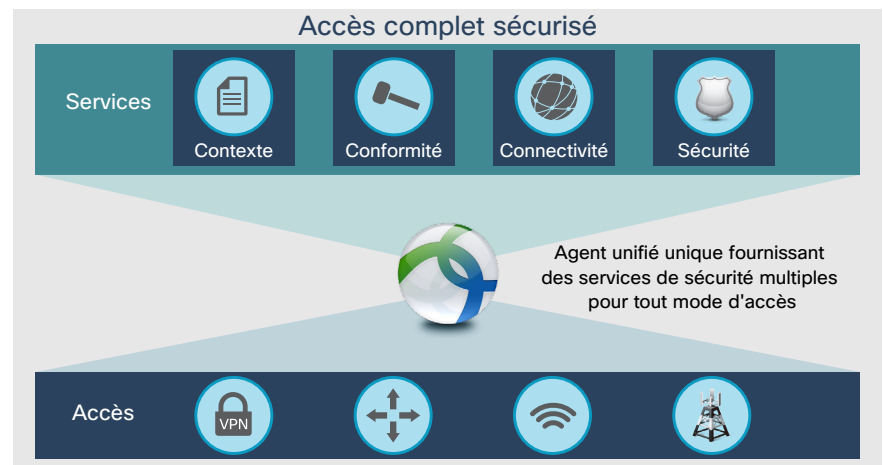 Accès complet sécurisé
Services
Contexte
Conformité
Connectivité
Sécurité
Agent unifié unique fournissant
des services de sécurité multiples
pour tout mode d'accès
Accès
VPN